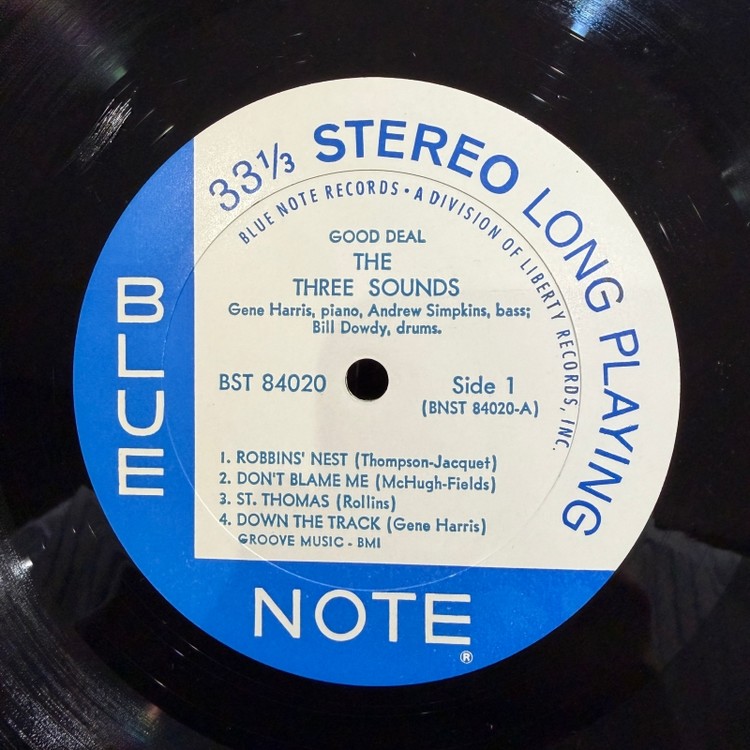 33⅓ STEREO LONG PLAYING
BLUE NOTE RECORDS • A DIVISION OF LIBERTY RECORDS, INC.
GOOD DEAL
THE
THREE SOUNDS
Gene Harris, piano, Andrew Simpkins, bass;
Bill Dowdy, drums.
BST 84020
Side 1
(BNST 84020-A)
1. ROBBINS' NEST (Thompson-Jacquet)
2. DON'T BLAME ME (McHugh-Fields)
3. ST. THOMAS (Rollins)
4. DOWN THE TRACK (Gene Harris)
GROOVE MUSIC - BMI
BLUE
NOTE
®